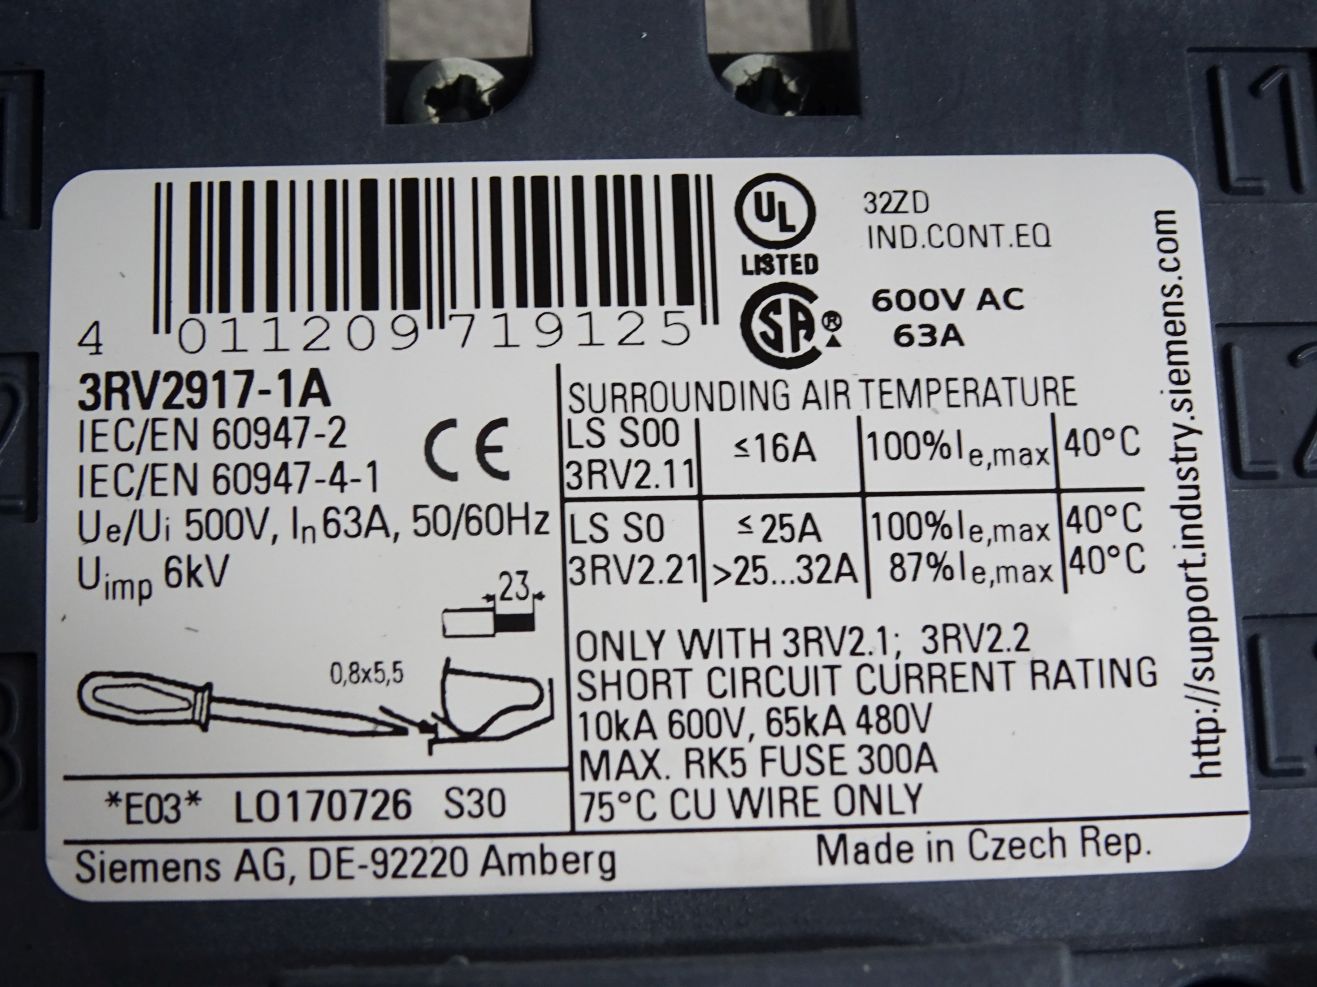 L1
4 011209 719125
UL
LISTED
SA ®
32ZD
IND.CONT.EQ
600V AC
63A
3RV2917-1A
IEC/EN 60947-2
IEC/EN 60947-4-1
CE
Ue/Ui 500V, In 63A, 50/60Hz
Uimp 6kV
23
0,8x5,5
SURROUNDING AIR TEMPERATURE
LS S00
3RV2.11
≤16A
100%Ie,max
40°C
LS S0
3RV2.21
≤25A
>25...32A
100%Ie,max
87%Ie,max
40°C
40°C
ONLY WITH 3RV2.1; 3RV2.2
SHORT CIRCUIT CURRENT RATING
10kA 600V, 65kA 480V
MAX. RK5 FUSE 300A
75°C CU WIRE ONLY
*E03* LO170726 S30
Siemens AG, DE-92220 Amberg
Made in Czech Rep.
http://support.industry.siemens.com
L2